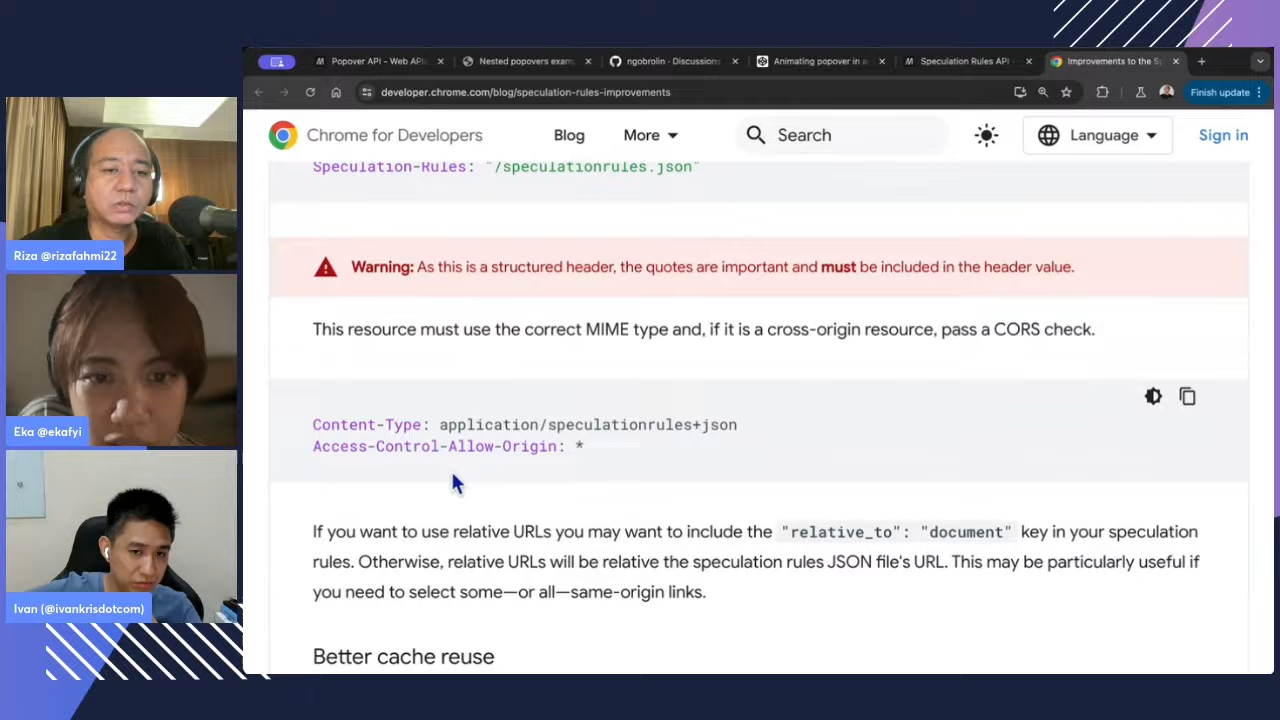 Popover API - Web APIs
Nested popovers exam
ngobrolin - Discussions
Animating popover in a
Speculation Rules API -
Improvements to the Sp
developer.chrome.com/blog/speculation-rules-improvements
Finish update
Chrome for Developers
Blog
More
Search
Language
Sign in
Speculation-Rules: "/speculationrules.json"
Warning: As this is a structured header, the quotes are important and must be included in the header value.
This resource must use the correct MIME type and, if it is a cross-origin resource, pass a CORS check.
Content-Type: application/speculationrules+json
Access-Control-Allow-Origin: *
If you want to use relative URLs you may want to include the "relative_to": "document" key in your speculation
rules. Otherwise, relative URLs will be relative the speculation rules JSON file's URL. This may be particularly useful if
you need to select some—or all—same-origin links.
Better cache reuse
Riza @rizafahmi22
Eka @ekafyi
Ivan (@ivankrisdotcom)